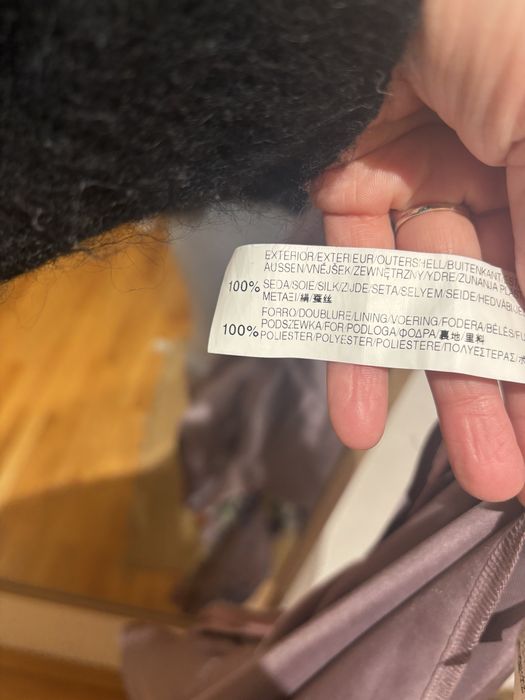 EXTERIOR/EXTERIEUR/OUTERSHELL/BUITENKANT
AUSSEN/VNĚJŠEK/ZEWNĘTRZNY/YDRE/ZUNANJA
100% SEDA/SOIE/SILK/ZIJDE/SETA/SELYEM/SEIDE/HEDVÁBÍ
ΜΕΤΑΞΙ/絹/蚕丝
FORRO/DOUBLURE/LINING/VOERING/FODERA/BÉLÉS/
PODSZEWKA/FOR/PODLOGA/ФОДРА/裏地/里料
100% POLIESTER/POLYESTER/POLIESTERE/ΠΟΛΥΕΣΤΕΡΑΣ/